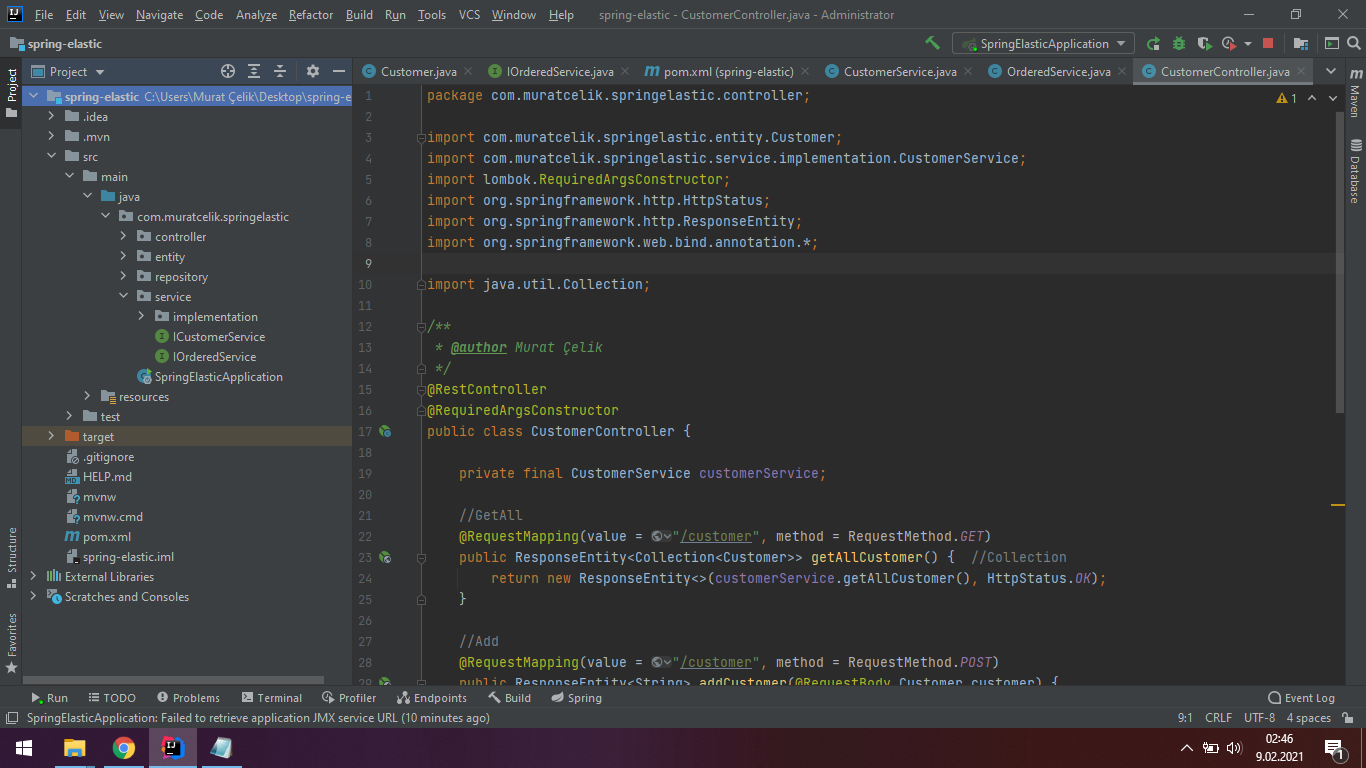 File Edit View Navigate Code Analyze Refactor Build Run Tools VCS Window Help spring-elastic - CustomerController.java - Administrator
spring-elastic SpringElasticApplication
Project
Project
Customer.java IOrderedService.java pom.xml (spring-elastic) CustomerService.java OrderedService.java CustomerController.java
spring-elastic C:\Users\Murat Çelik\Desktop\spring-e
.idea
.mvn
src
main
java
com.muratcelik.springelastic
controller
entity
repository
service
implementation
ICustomerService
IOrderedService
SpringElasticApplication
resources
test
target
.gitignore
HELP.md
mvnw
mvnw.cmd
pom.xml
spring-elastic.iml
External Libraries
Scratches and Consoles
Structure
Favorites
1 package com.muratcelik.springelastic.controller;
2
3 import com.muratcelik.springelastic.entity.Customer;
4 import com.muratcelik.springelastic.service.implementation.CustomerService;
5 import lombok.RequiredArgsConstructor;
6 import org.springframework.http.HttpStatus;
7 import org.springframework.http.ResponseEntity;
8 import org.springframework.web.bind.annotation.*;
9
10 import java.util.Collection;
11
12 /**
13 * @author Murat Çelik
14 */
15 @RestController
16 @RequiredArgsConstructor
17 public class CustomerController {
18
19 private final CustomerService customerService;
20
21 //GetAll
22 @RequestMapping(value = "/customer", method = RequestMethod.GET)
23 public ResponseEntity<Collection<Customer>> getAllCustomer() { //Collection
24 return new ResponseEntity<>(customerService.getAllCustomer(), HttpStatus.OK);
25 }
26
27 //Add
28 @RequestMapping(value = "/customer", method = RequestMethod.POST)
29 public ResponseEntity<String> addCustomer(@RequestBody Customer customer) {
1
Maven
Database
Run TODO Problems Terminal Profiler Endpoints Build Spring Event Log
SpringElasticApplication: Failed to retrieve application JMX service URL (10 minutes ago) 9:1 CRLF UTF-8 4 spaces
02:46
9.02.2021
1